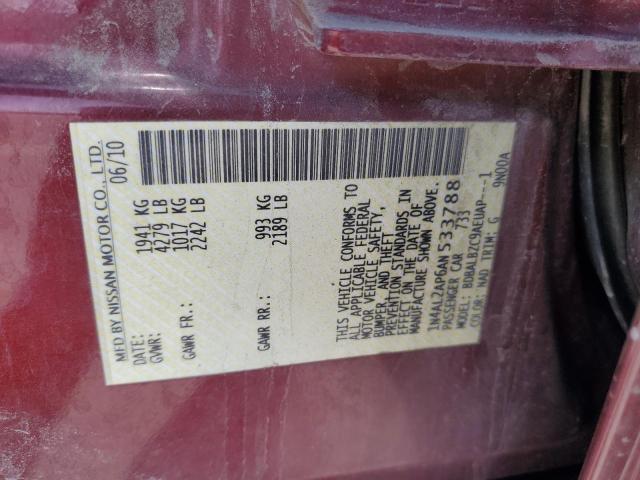 MFD BY NISSAN MOTOR CO., LTD.
DATE: 06/10
GVWR: 1941 KG
4279 LB
GAWR FR.: 1017 KG
2242 LB
GAWR RR.: 993 KG
2189 LB
THIS VEHICLE CONFORMS TO
ALL APPLICABLE FEDERAL
MOTOR VEHICLE SAFETY,
BUMPER, AND THEFT
PREVENTION STANDARDS IN
EFFECT ON THE DATE OF
MANUFACTURE SHOWN ABOVE.
1N4AL2AP6AN533788
PASSENGER CAR 733
MODEL: BDBALBZC9AEUAP---1
COLOR: NAD TRIM: G 9N00A